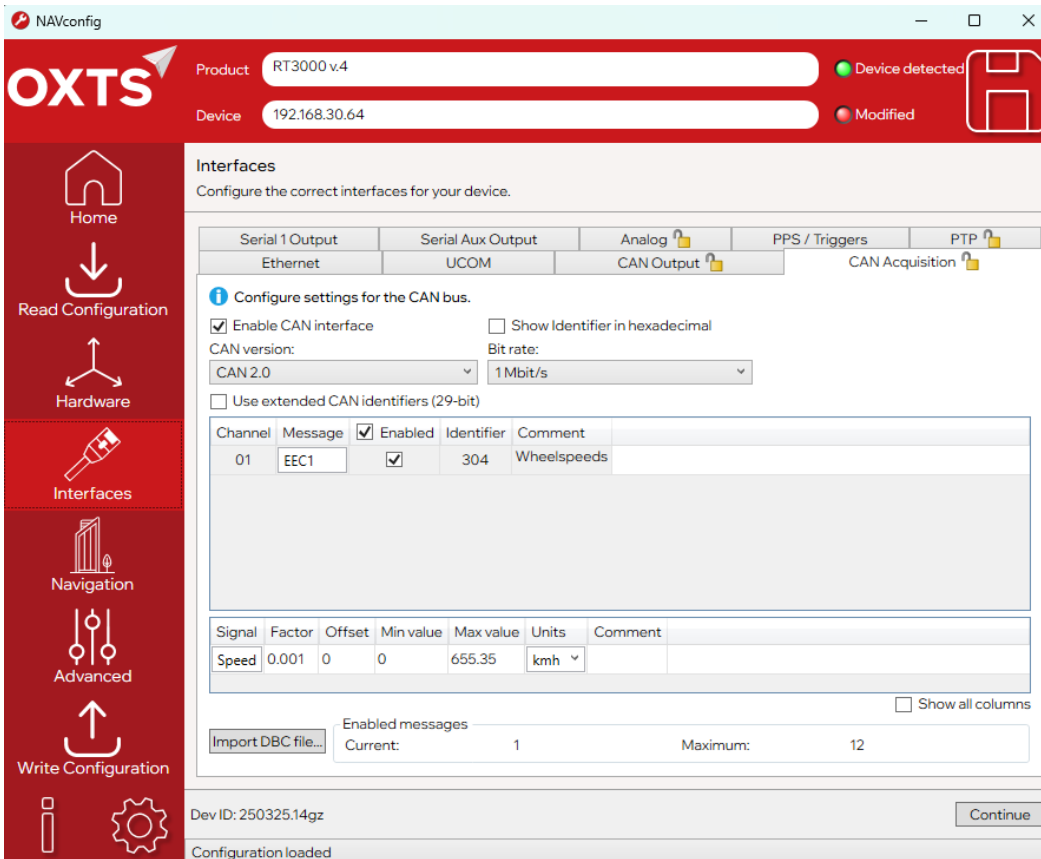 NAVconfig
OXTS
Product RT3000 v.4 Device detected
Device 192.168.30.64 Modified
Home
Read Configuration
Hardware
Interfaces
Navigation
Advanced
Write Configuration
Interfaces
Configure the correct interfaces for your device.
Serial 1 Output Serial Aux Output Analog PPS / Triggers PTP
Ethernet UCOM CAN Output CAN Acquisition
Configure settings for the CAN bus.
Enable CAN interface Show Identifier in hexadecimal
CAN version: Bit rate:
CAN 2.0 1 Mbit/s
Use extended CAN identifiers (29-bit)
Channel Message Enabled Identifier Comment
01 EEC1 304 Wheelspeeds
Signal Factor Offset Min value Max value Units Comment
Speed 0.001 0 0 655.35 kmh
Show all columns
Import DBC file... Enabled messages
Current: 1 Maximum: 12
Dev ID: 250325.14gz Continue
Configuration loaded